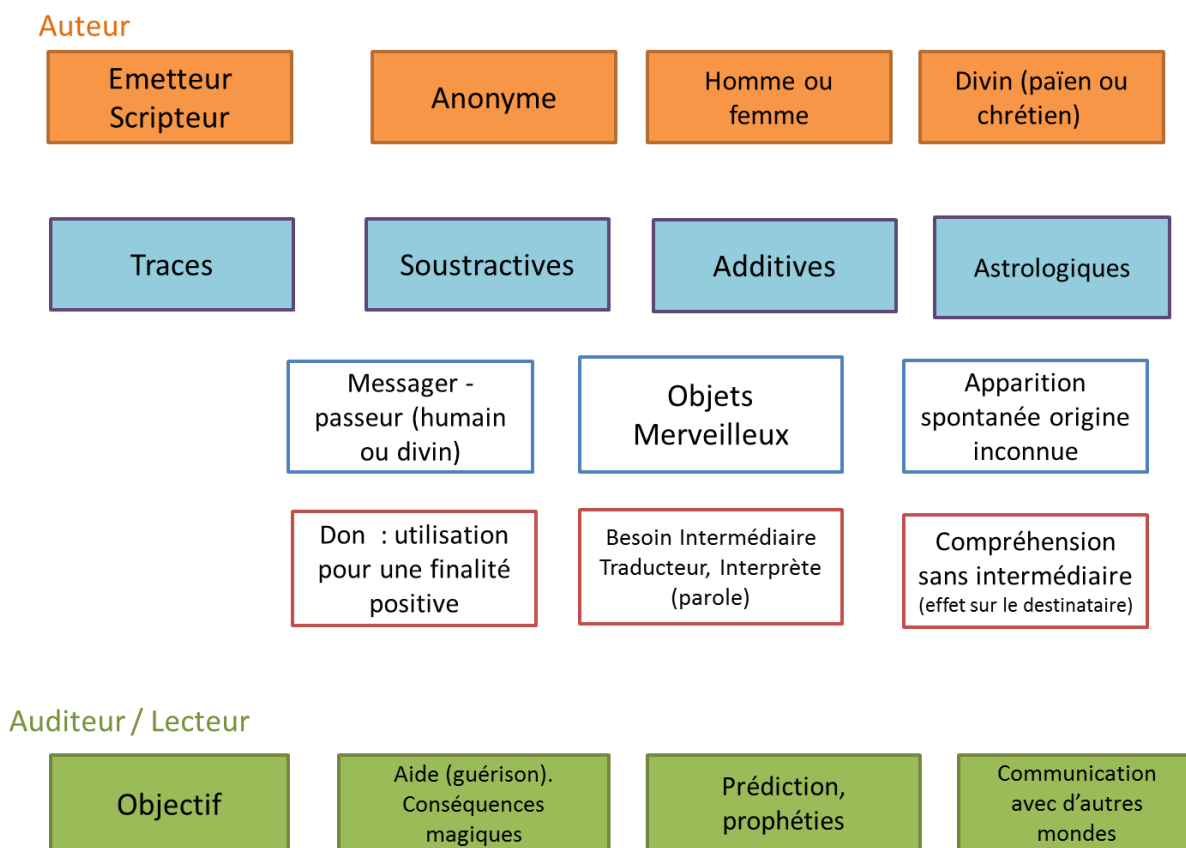 Auteur
Emetteur
Scripteur
Anonyme
Homme ou
femme
Divin (païen ou
chrétien)
Traces
Soustractives
Additives
Astrologiques
Messager -
passeur (humain
ou divin)
Objets
Merveilleux
Apparition
spontanée origine
inconnue
Don : utilisation
pour une finalité
positive
Besoin Intermédiaire
Traducteur, Interprète
(parole)
Compréhension
sans intermédiaire
(effet sur le destinataire)
Auditeur / Lecteur
Objectif
Aide (guérison).
Conséquences
magiques
Prédiction,
prophéties
Communication
avec d'autres
mondes